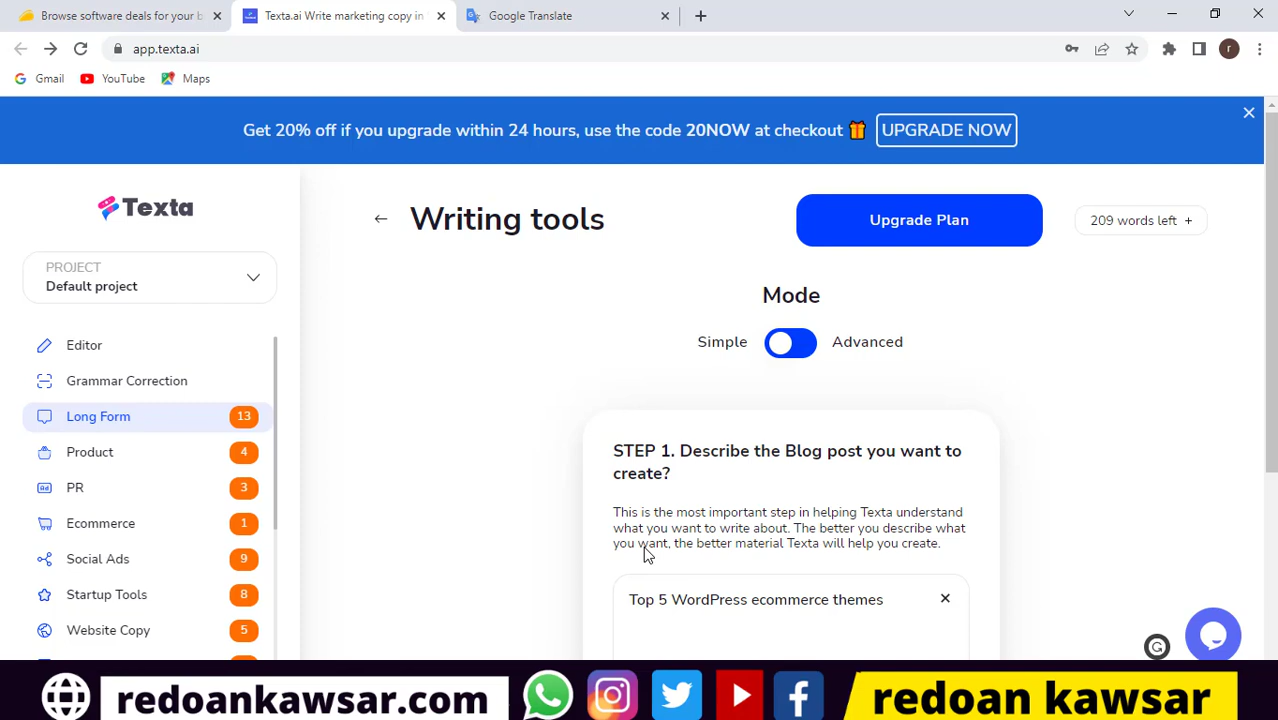 Browse software deals for your b
Texta.ai Write marketing copy in
Google Translate
app.texta.ai
Gmail
YouTube
Maps
r
Get 20% off if you upgrade within 24 hours, use the code 20NOW at checkout
UPGRADE NOW
Texta
Writing tools
Upgrade Plan
209 words left +
PROJECT
Default project
Mode
Simple
Advanced
Editor
Grammar Correction
Long Form 13
Product 4
PR 3
Ecommerce 1
Social Ads 9
Startup Tools 8
Website Copy 5
STEP 1. Describe the Blog post you want to
create?
This is the most important step in helping Texta understand
what you want to write about. The better you describe what
you want, the better material Texta will help you create.
Top 5 WordPress ecommerce themes
redoankawsar.com
redoan kawsar